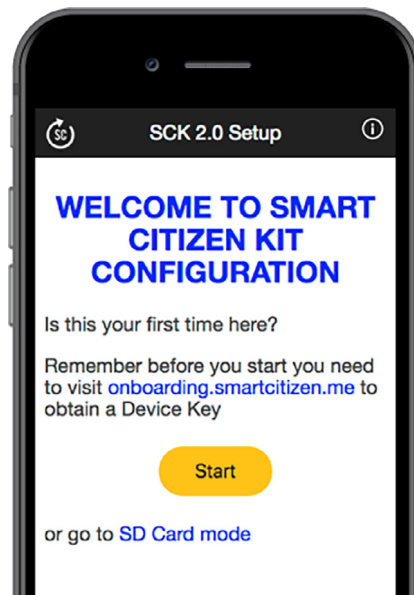 SC
SCK 2.0 Setup
WELCOME TO SMART
CITIZEN KIT
CONFIGURATION
Is this your first time here?
Remember before you start you need
to visit onboarding.smartcitizen.me to
obtain a Device Key
Start
or go to SD Card mode